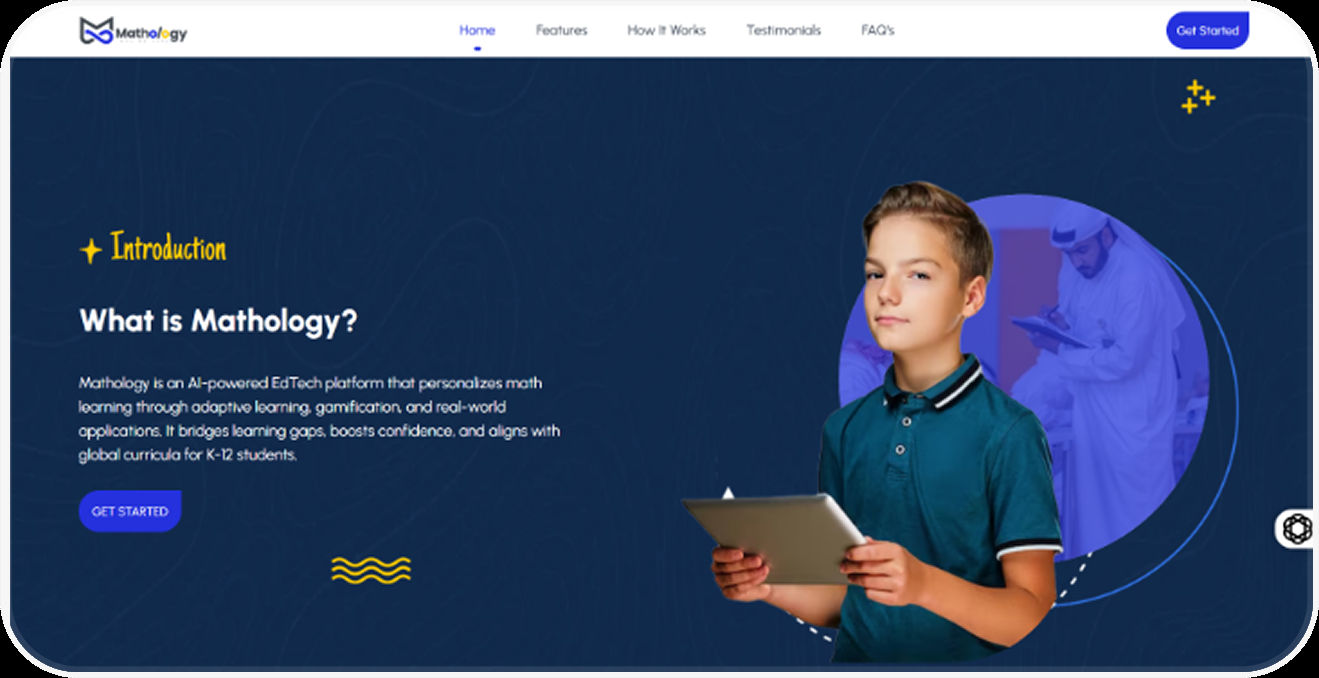 Mathology
Home
Features
How It Works
Testimonials
FAQ's
Get Started
Introduction
What is Mathology?
Mathology is an AI-powered EdTech platform that personalizes math
learning through adaptive learning, gamification, and real-world
applications. It bridges learning gaps, boosts confidence, and aligns with
global curricula for K-12 students.
GET STARTED